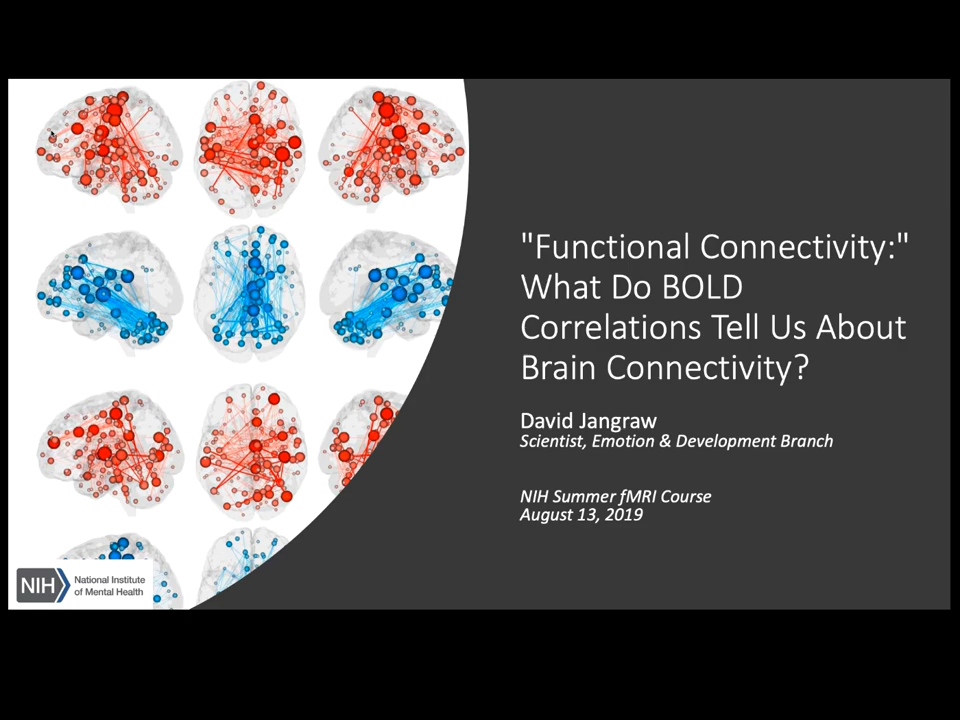 "Functional Connectivity:"
What Do BOLD
Correlations Tell Us About
Brain Connectivity?
David Jangraw
Scientist, Emotion & Development Branch
NIH Summer fMRI Course
August 13, 2019
NIH
National Institute
of Mental Health